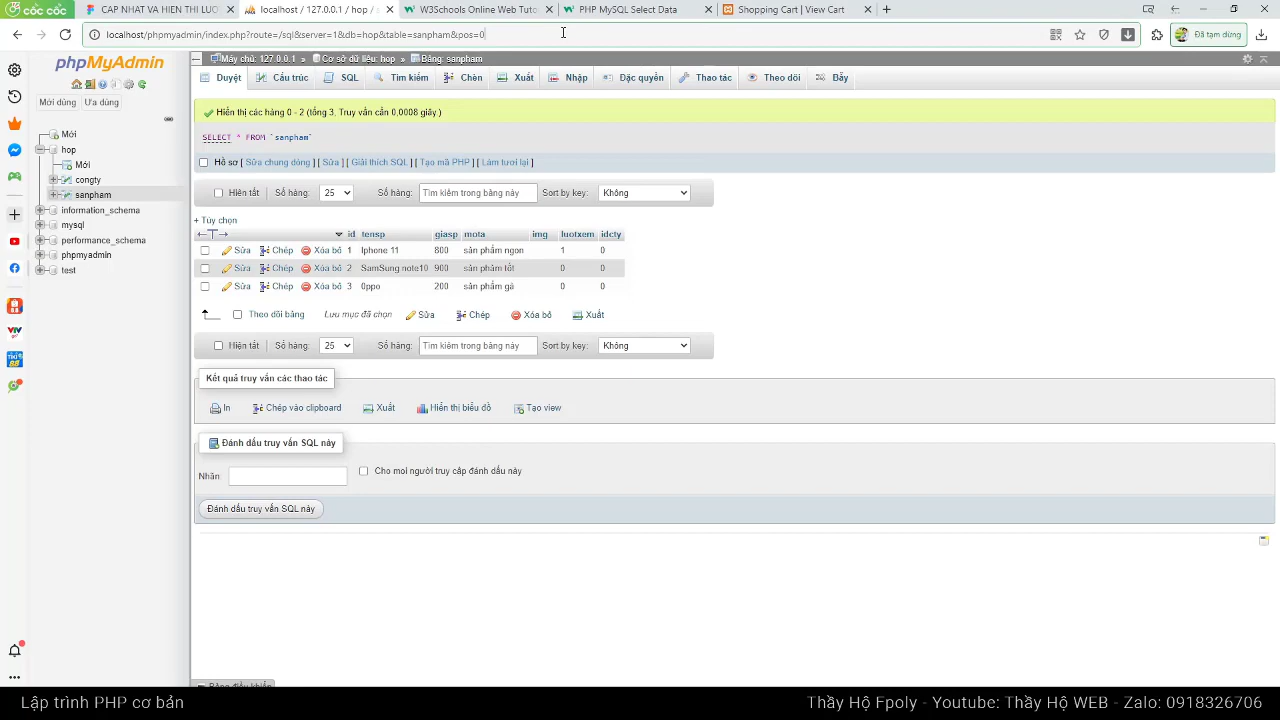 cốc cốc
CAP NHAT VA HIEN THI LUO
localhost / 127.0.0.1 / hop / s
W3Schools Online Web Tuto
PHP MySQL Select Data
Shopping Cart | View Cart
localhost/phpmyadmin/index.php?route=/sql&server=1&db=hop&table=sanpham&pos=0
Đã tạm dừng
phpMyAdmin
Mới dùng
Ưa dùng
Mới
hop
Mới
congty
sanpham
information_schema
mysql
performance_schema
phpmyadmin
test
Máy chủ: 127.0.0.1 » Cơ sở dữ liệu: hop » Bảng: sanpham
Duyệt Cấu trúc SQL Tìm kiếm Chèn Xuất Nhập Đặc quyền Thao tác Theo dõi Bẫy
Hiển thị các hàng 0 - 2 (tổng 3, Truy vấn cần 0,0008 giây )
SELECT * FROM `sanpham`
Hồ sơ [ Sửa chung dòng ] [ Sửa ] [ Giải thích SQL ] [ Tạo mã PHP ] [ Làm tươi lại ]
Hiện tất Số hàng: 25 Số hàng: Tìm kiếm trong bảng này Sort by key: Không
+ Tùy chọn
←T→ id tensp giasp mota img luotxem idcty
Sửa Chép Xóa bỏ 1 Iphone 11 800 sản phẩm ngon 1 0
Sửa Chép Xóa bỏ 2 SamSung note10 900 sản phẩm tốt 0 0
Sửa Chép Xóa bỏ 3 0ppo 200 sản phẩm gà 0 0
Theo dõi bảng Lưu mục đã chọn Sửa Chép Xóa bỏ Xuất
Hiện tất Số hàng: 25 Số hàng: Tìm kiếm trong bảng này Sort by key: Không
Kết quả truy vấn các thao tác
In Chép vào clipboard Xuất Hiển thị biểu đồ Tạo view
Đánh dấu truy vấn SQL này
Nhãn: Cho mọi người truy cập đánh dấu này
Đánh dấu truy vấn SQL này
Bảng điều khiển
Lập trình PHP cơ bản
Thầy Hộ Fpoly - Youtube: Thầy Hộ WEB - Zalo: 0918326706